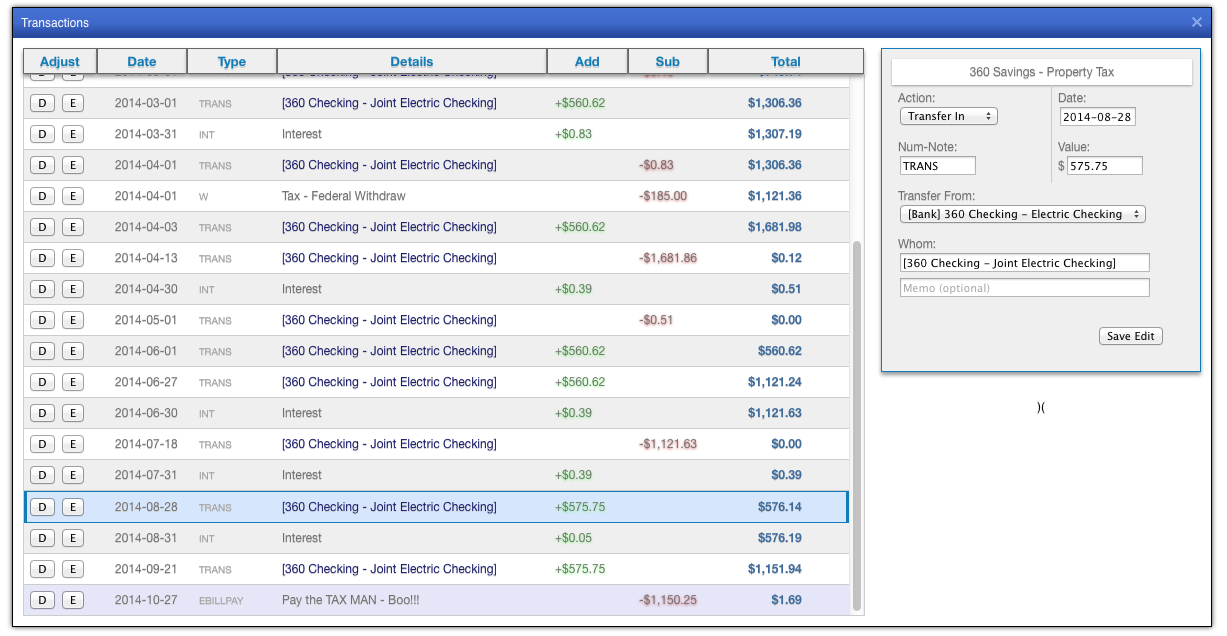 Transactions ×
Adjust Date Type Details Add Sub Total
D E 2014-03-01 TRANS [360 Checking - Joint Electric Checking] +$560.62 $1,306.36
D E 2014-03-31 INT Interest +$0.83 $1,307.19
D E 2014-04-01 TRANS [360 Checking - Joint Electric Checking] -$0.83 $1,306.36
D E 2014-04-01 W Tax - Federal Withdraw -$185.00 $1,121.36
D E 2014-04-03 TRANS [360 Checking - Joint Electric Checking] +$560.62 $1,681.98
D E 2014-04-13 TRANS [360 Checking - Joint Electric Checking] -$1,681.86 $0.12
D E 2014-04-30 INT Interest +$0.39 $0.51
D E 2014-05-01 TRANS [360 Checking - Joint Electric Checking] -$0.51 $0.00
D E 2014-06-01 TRANS [360 Checking - Joint Electric Checking] +$560.62 $560.62
D E 2014-06-27 TRANS [360 Checking - Joint Electric Checking] +$560.62 $1,121.24
D E 2014-06-30 INT Interest +$0.39 $1,121.63
D E 2014-07-18 TRANS [360 Checking - Joint Electric Checking] -$1,121.63 $0.00
D E 2014-07-31 INT Interest +$0.39 $0.39
D E 2014-08-28 TRANS [360 Checking - Joint Electric Checking] +$575.75 $576.14
D E 2014-08-31 INT Interest +$0.05 $576.19
D E 2014-09-21 TRANS [360 Checking - Joint Electric Checking] +$575.75 $1,151.94
D E 2014-10-27 EBILLPAY Pay the TAX MAN - Boo!!! -$1,150.25 $1.69
360 Savings - Property Tax
Action: Date:
Transfer In 2014-08-28
Num-Note: Value:
TRANS $ 575.75
Transfer From:
[Bank] 360 Checking - Electric Checking
Whom:
[360 Checking - Joint Electric Checking]
Memo (optional)
Save Edit
)(